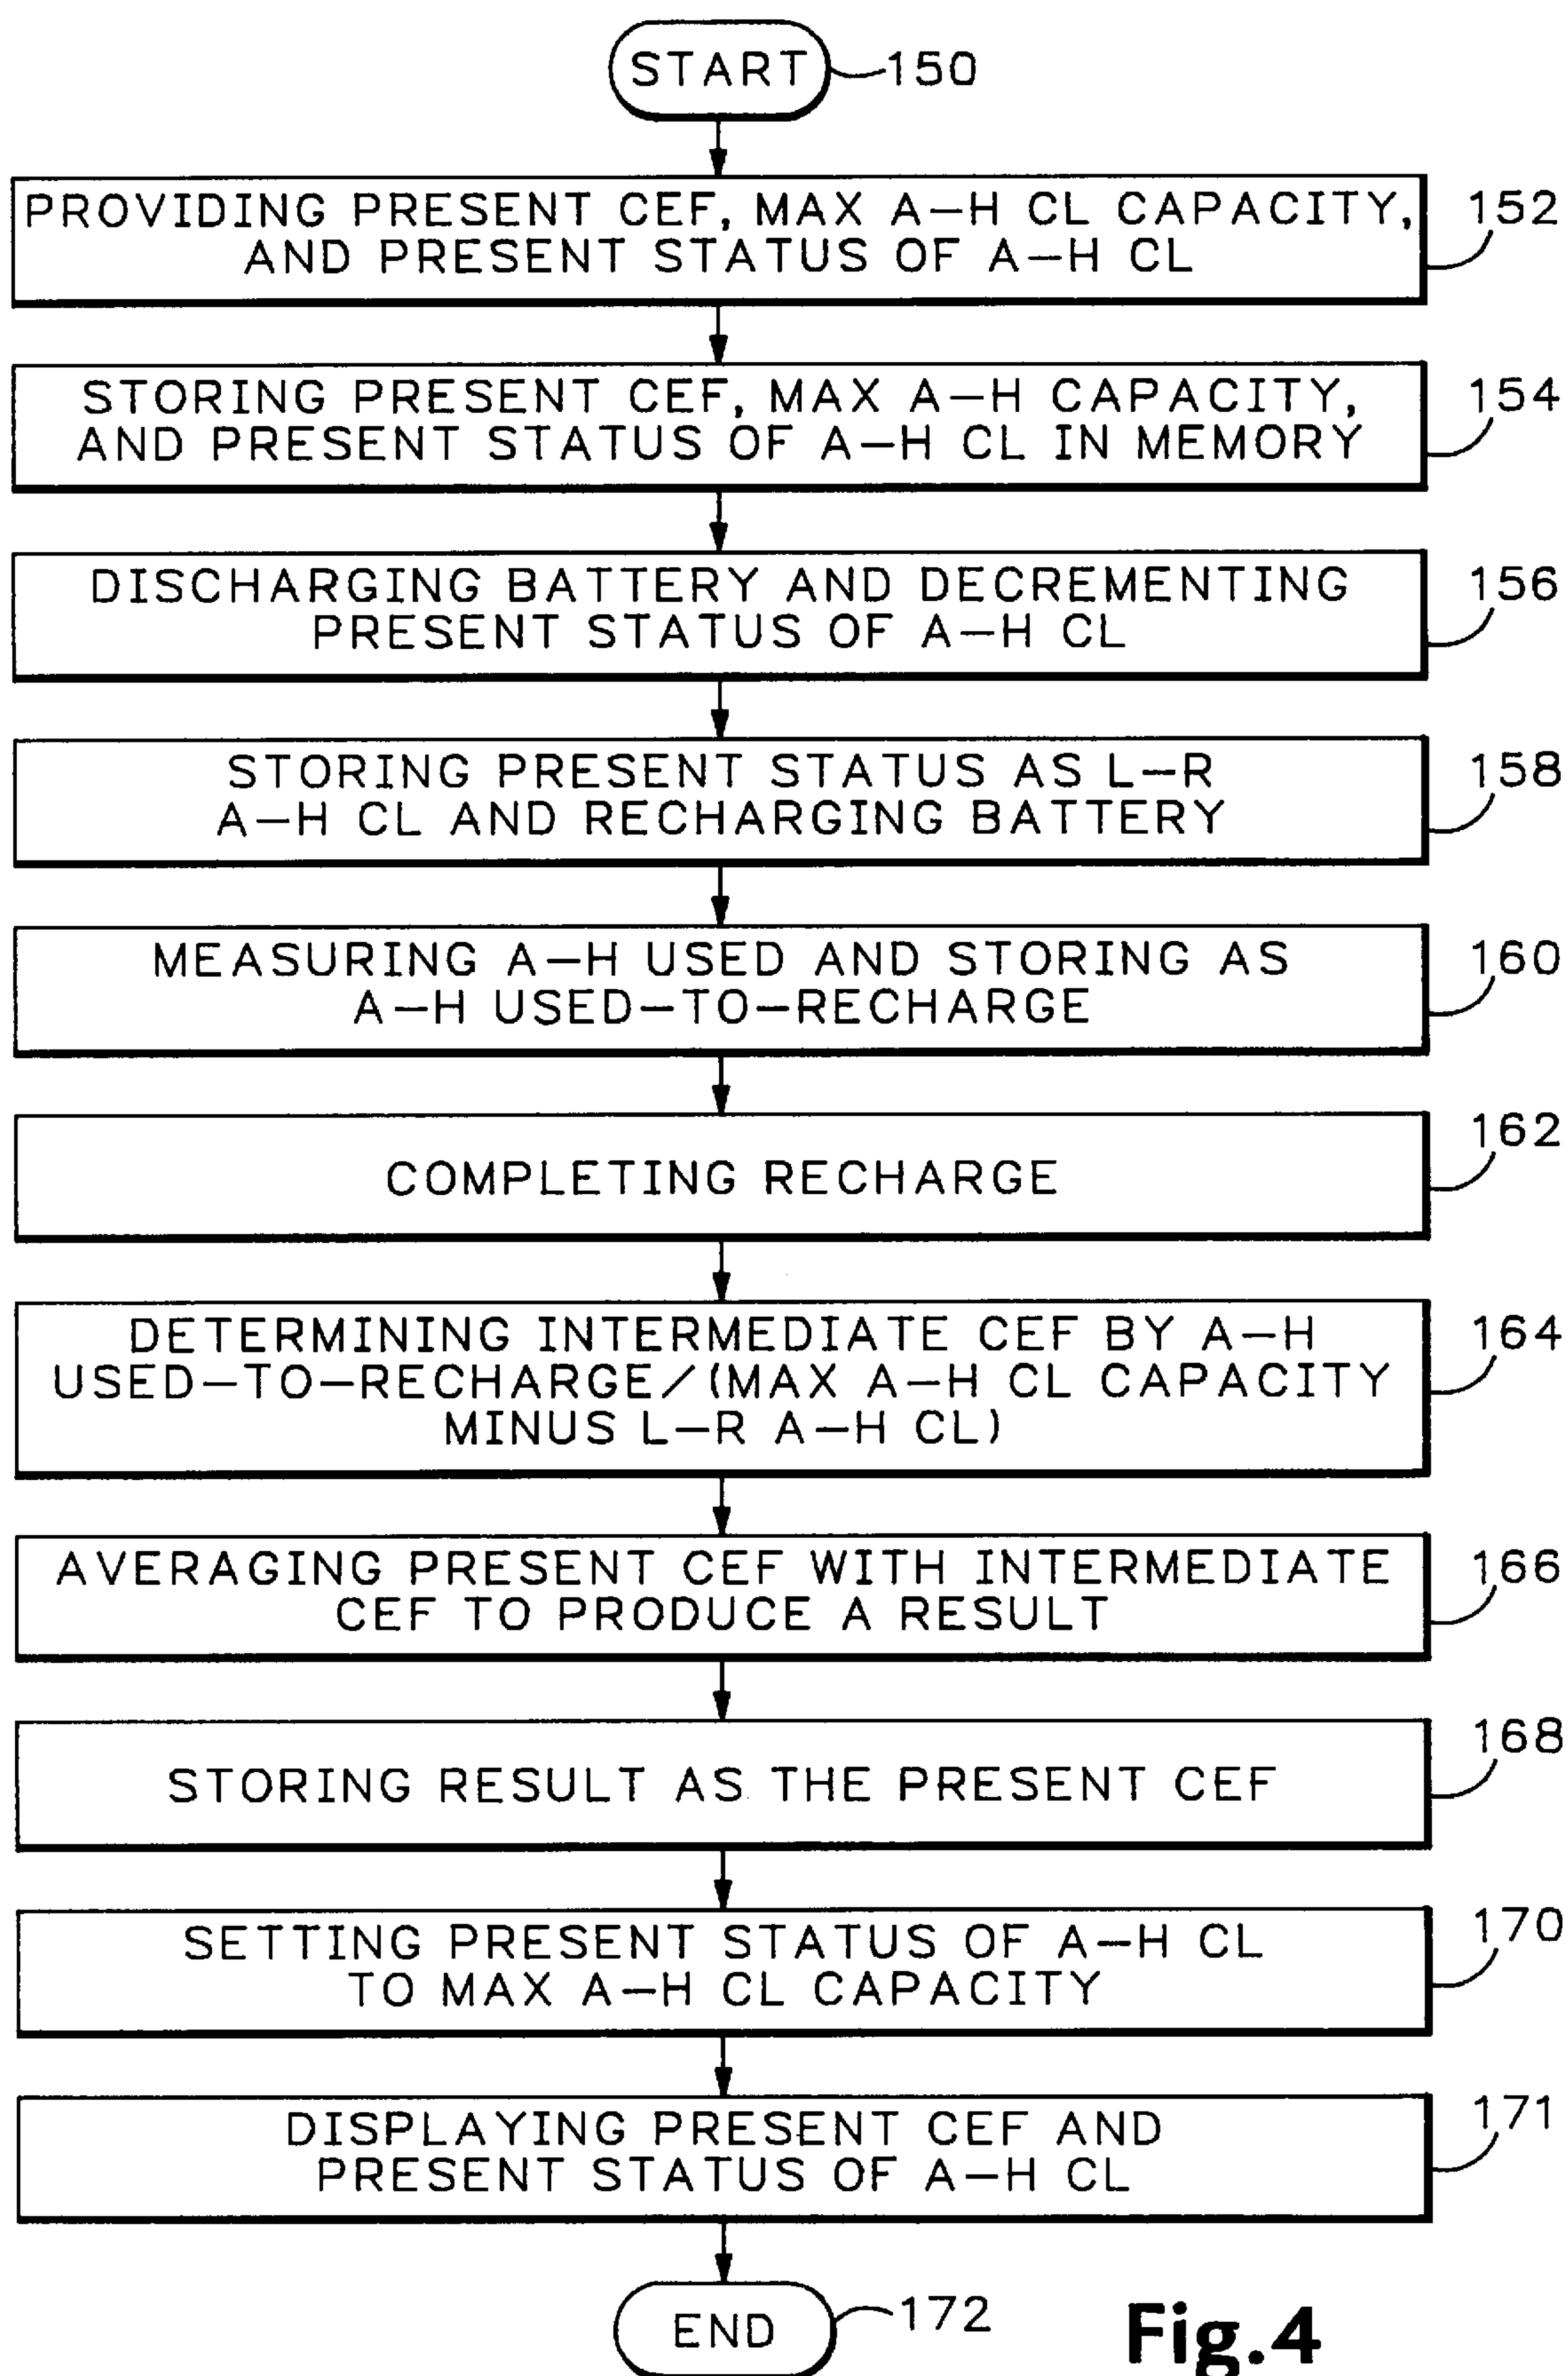 START 150
PROVIDING PRESENT CEF, MAX A-H CL CAPACITY,
AND PRESENT STATUS OF A-H CL
152
STORING PRESENT CEF, MAX A-H CAPACITY,
AND PRESENT STATUS OF A-H CL IN MEMORY
154
DISCHARGING BATTERY AND DECREMENTING
PRESENT STATUS OF A-H CL
156
STORING PRESENT STATUS AS L-R
A-H CL AND RECHARGING BATTERY
158
MEASURING A-H USED AND STORING AS
A-H USED-TO-RECHARGE
160
COMPLETING RECHARGE
162
DETERMINING INTERMEDIATE CEF BY A-H
USED-TO-RECHARGE/(MAX A-H CL CAPACITY
MINUS L-R A-H CL)
164
AVERAGING PRESENT CEF WITH INTERMEDIATE
CEF TO PRODUCE A RESULT
166
STORING RESULT AS THE PRESENT CEF
168
SETTING PRESENT STATUS OF A-H CL
TO MAX A-H CL CAPACITY
170
DISPLAYING PRESENT CEF AND
PRESENT STATUS OF A-H CL
171
END 172
Fig.4